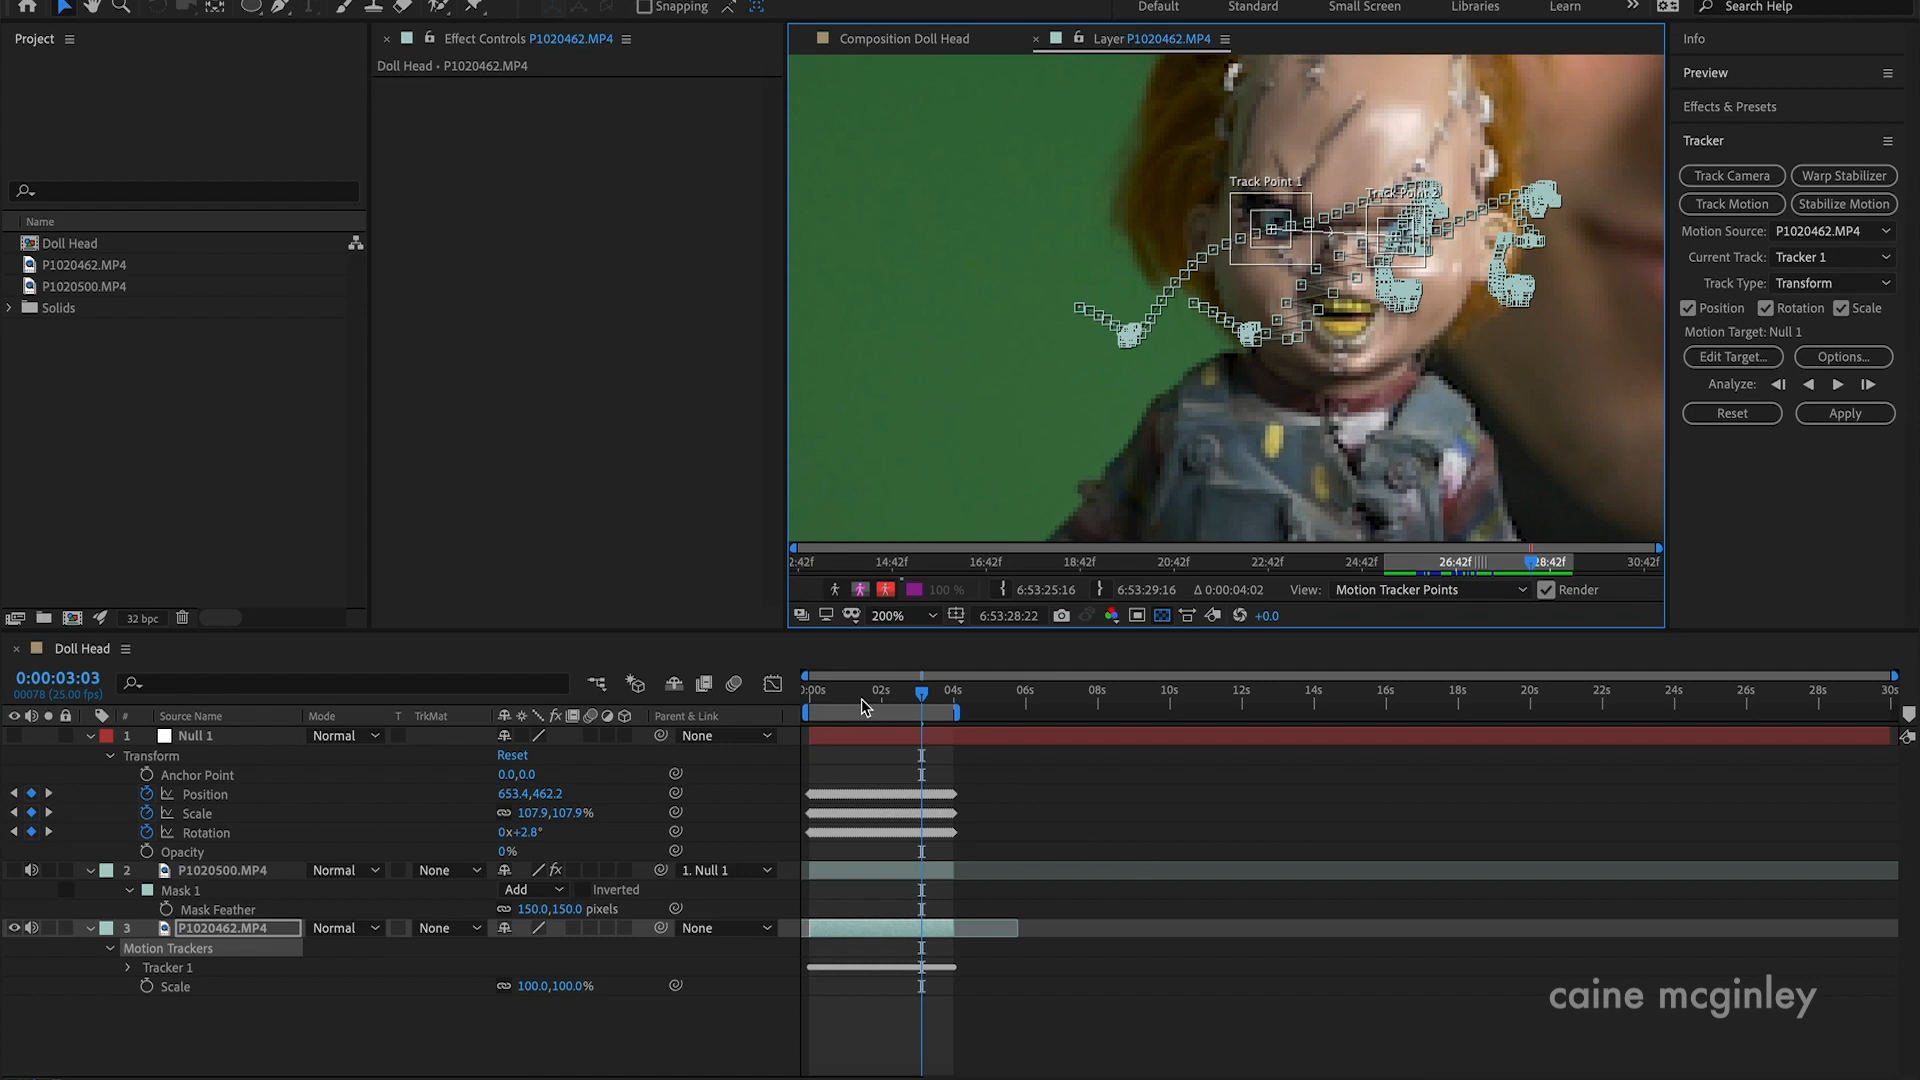 Snapping
Default
Standard
Small Screen
Libraries
Learn
Search Help
Project
Effect Controls P1020462.MP4
Composition Doll Head
Layer P1020462.MP4
Info
Doll Head • P1020462.MP4
Preview
Effects & Presets
Tracker
Track Camera
Warp Stabilizer
Track Motion
Stabilize Motion
Motion Source: P1020462.MP4
Current Track: Tracker 1
Track Type: Transform
Position
Rotation
Scale
Motion Target: Null 1
Edit Target...
Options...
Analyze:
Reset
Apply
Name
Doll Head
P1020462.MP4
P1020500.MP4
Solids
Track Point 1
Track Point 2
2:42f 14:42f 16:42f 18:42f 20:42f 22:42f 24:42f 26:42f 28:42f 30:42f
100 %
6:53:25:16
6:53:29:16
Δ 0:00:04:02
View: Motion Tracker Points
Render
200%
6:53:28:22
+0.0
32 bpc
Doll Head
0:00:03:03
00078 (25.00 fps)
):00s 02s 04s 06s 08s 10s 12s 14s 16s 18s 20s 22s 24s 26s 28s 30s
# Source Name Mode T TrkMat Parent & Link
1 Null 1 Normal None
Transform Reset
Anchor Point 0.0,0.0
Position 653.4,462.2
Scale 107.9,107.9%
Rotation 0x+2.8°
Opacity 0%
2 P1020500.MP4 Normal None 1. Null 1
Mask 1 Add Inverted
Mask Feather 150.0,150.0 pixels
3 P1020462.MP4 Normal None None
Motion Trackers
Tracker 1
Scale 100.0,100.0%
caine mcginley